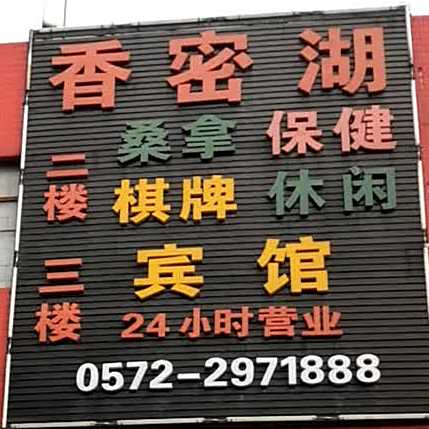 香密湖
二楼 桑拿 保健
棋牌 休闲
三楼 宾馆
24小时营业
0572-2971888